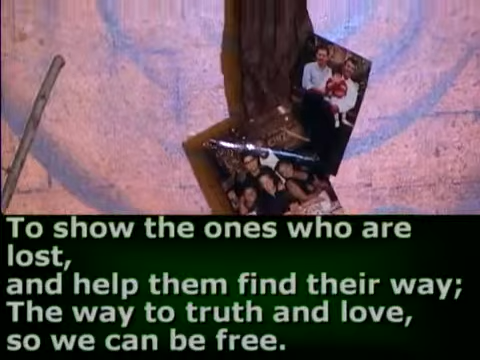 To show the ones who are
lost,
and help them find their way;
The way to truth and love,
so we can be free.